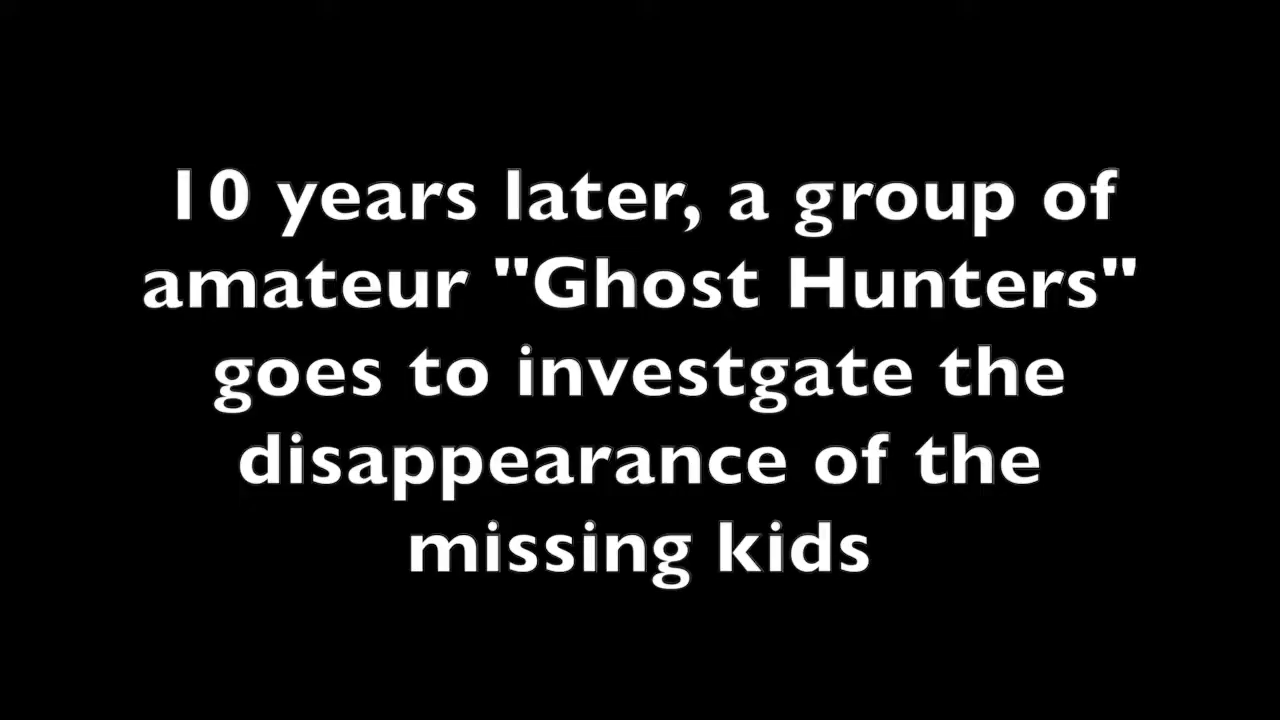 10 years later, a group of
amateur "Ghost Hunters"
goes to investgate the
disappearance of the
missing kids